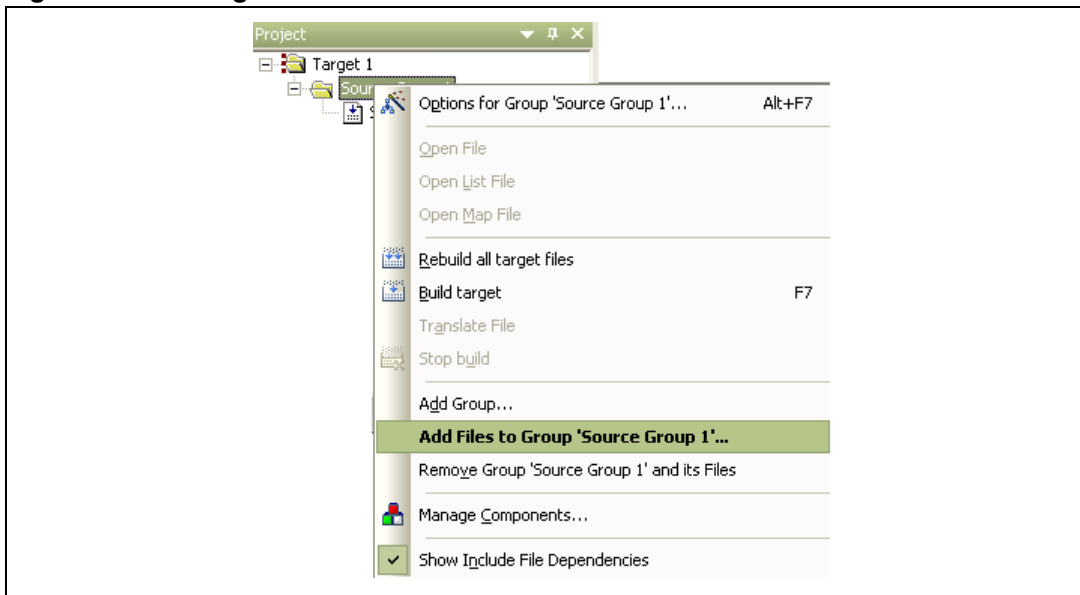 Project
Target 1
Options for Group 'Source Group 1'... Alt+F7
Open File
Open List File
Open Map File
Rebuild all target files
Build target F7
Translate File
Stop build
Add Group...
Add Files to Group 'Source Group 1'...
Remove Group 'Source Group 1' and its Files
Manage Components...
Show Include File Dependencies